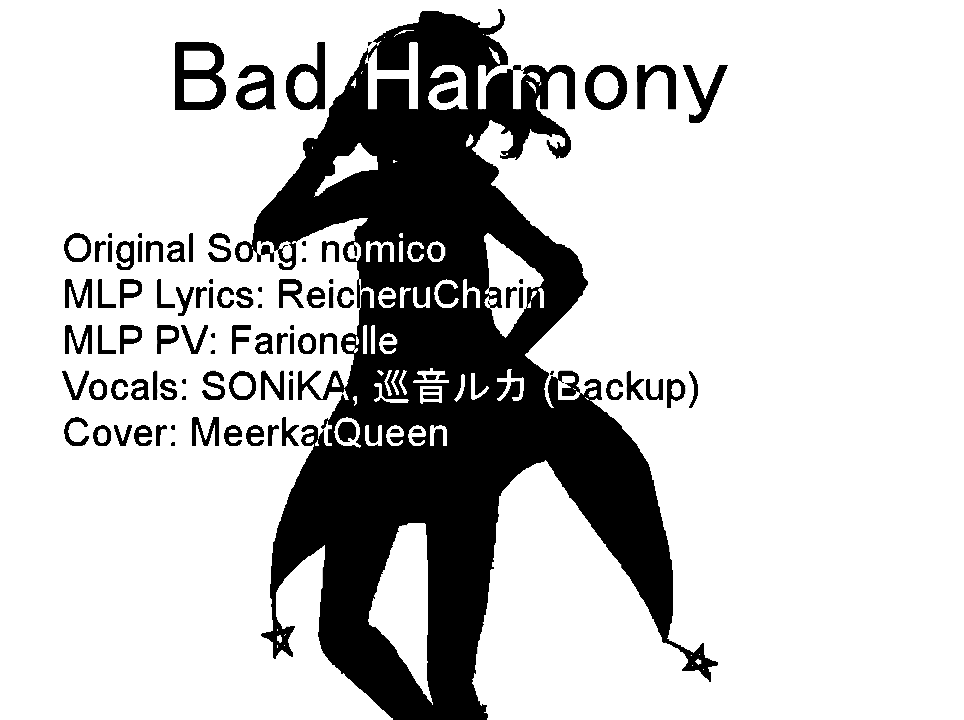 Bad Harmony
Original Song: nomico
MLP Lyrics: ReicheruCharin
MLP PV: Farionelle
Vocals: SONiKA, 巡音ルカ (Backup)
Cover: MeerkatQueen